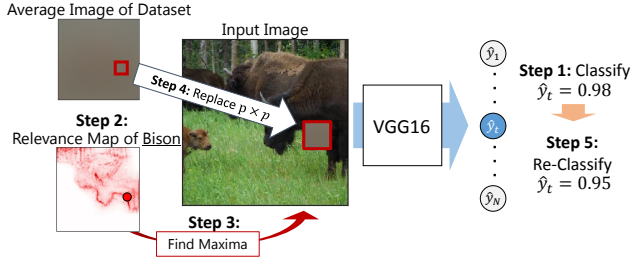 Average Image of Dataset
Input Image
Step 4: Replace p × p
Step 2:
Relevance Map of Bison
Step 3:
Find Maxima
VGG16
ŷ₁
ŷₜ
ŷ_N
Step 1: Classify
ŷₜ = 0.98
Step 5:
Re-Classify
ŷₜ = 0.95